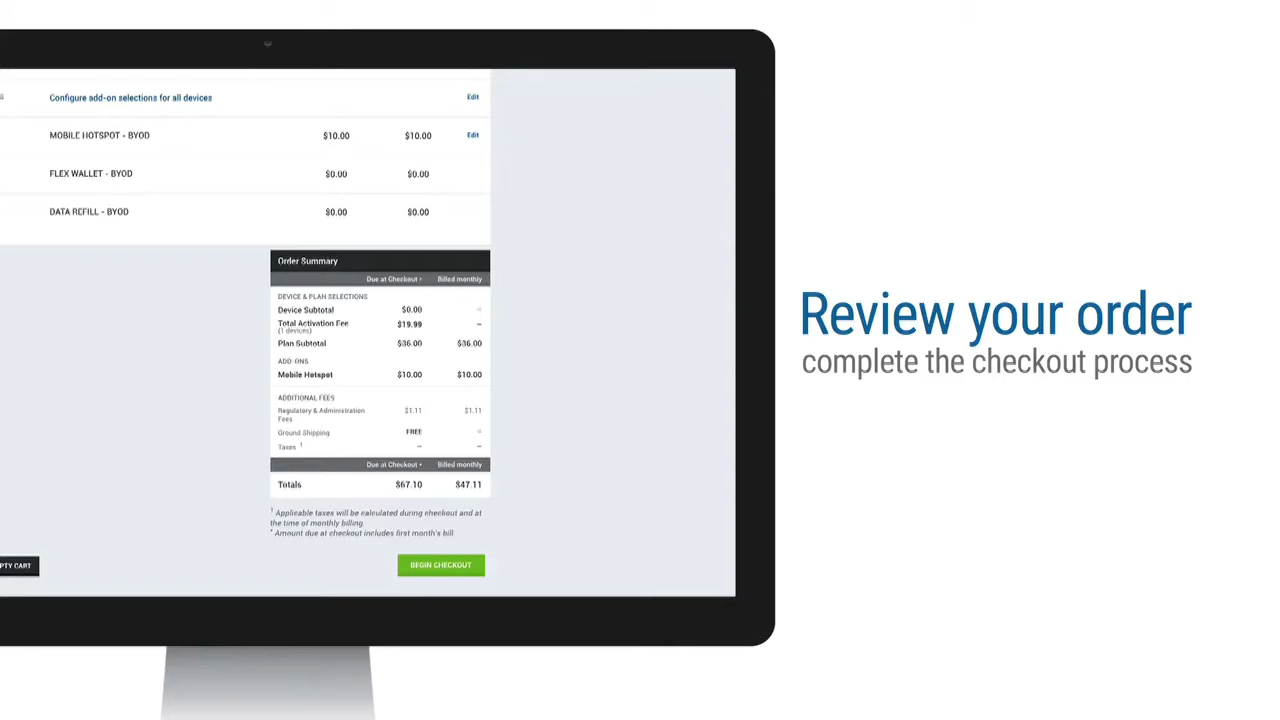 Configure add-on selections for all devices Edit
MOBILE HOTSPOT - BYOD $10.00 $10.00 Edit
FLEX WALLET - BYOD $0.00 $0.00
DATA REFILL - BYOD $0.00 $0.00
Order Summary
Due at Checkout * Billed monthly
DEVICE & PLAN SELECTIONS
Device Subtotal $0.00 --
Total Activation Fee $19.99 --
(1 devices)
Plan Subtotal $36.00 $36.00
ADD-ONS
Mobile Hotspot $10.00 $10.00
ADDITIONAL FEES
Regulatory & Administration $1.11 $1.11
Fees
Ground Shipping FREE --
Taxes 1 -- --
Due at Checkout * Billed monthly
Totals $67.10 $47.11
1 Applicable taxes will be calculated during checkout and at
the time of monthly billing
* Amount due at checkout includes first month's bill
PTY CART BEGIN CHECKOUT
Review your order
complete the checkout process